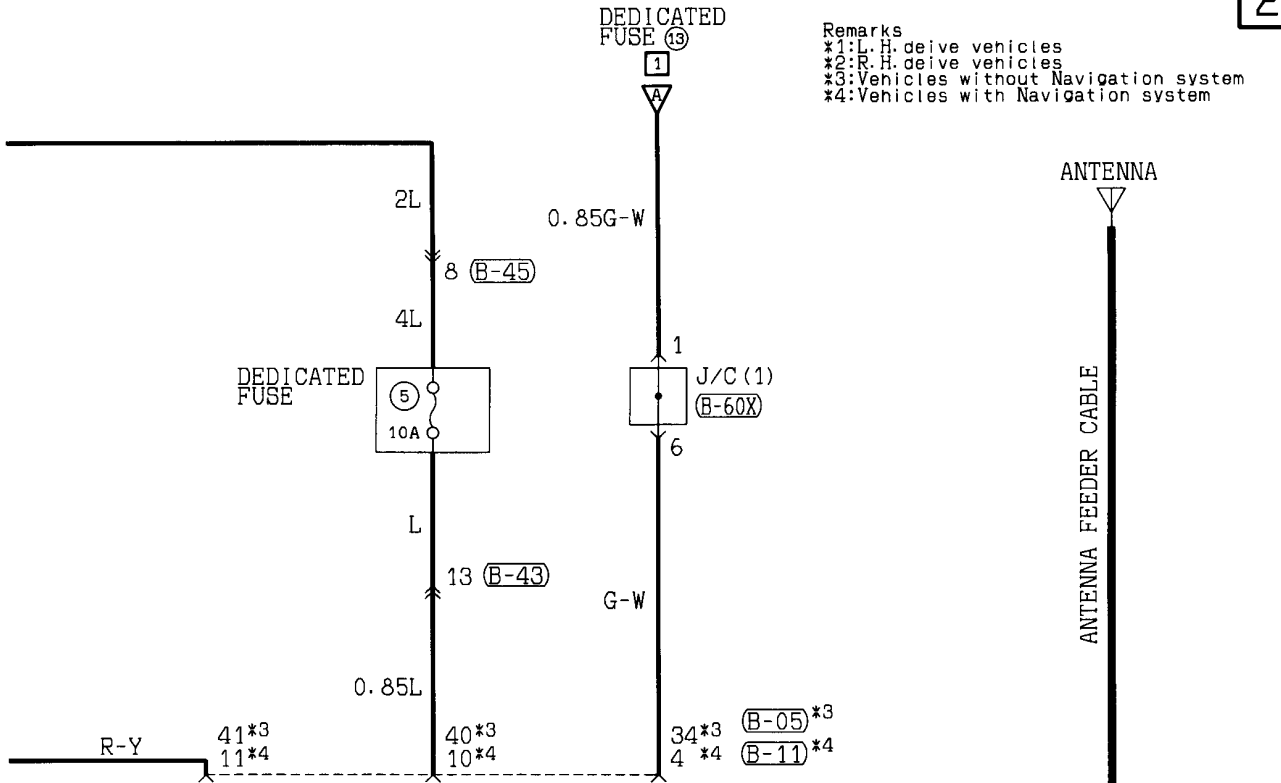 2
DEDICATED
FUSE ⑬
1
A
Remarks
*1:L.H.deive vehicles
*2:R.H.deive vehicles
*3:Vehicles without Navigation system
*4:Vehicles with Navigation system
ANTENNA
2L
0.85G-W
8 (B-45)
4L
1
DEDICATED
FUSE
⑤
10A
J/C(1)
(B-60X)
6
ANTENNA FEEDER CABLE
L
13 (B-43)
G-W
0.85L
R-Y
41*3
11*4
40*3
10*4
34*3 (B-05)*3
4 *4 (B-11)*4